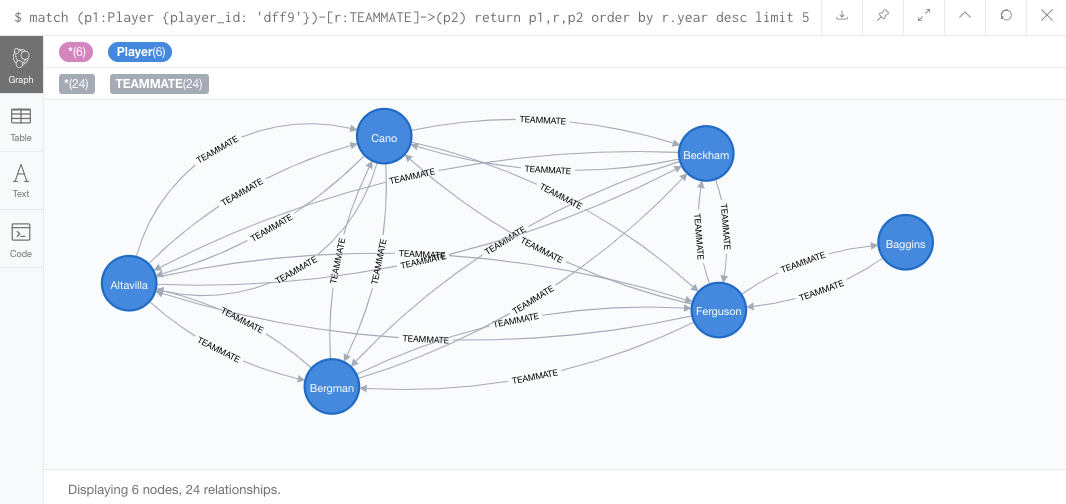 $ match (p1:Player {player_id: 'dff9'})-[r:TEAMMATE]->(p2) return p1,r,p2 order by r.year desc limit 5
*(6) Player(6)
*(24) TEAMMATE(24)
Graph
Table
Text
Code
TEAMMATE
Cano
TEAMMATE
Beckham
TEAMMATE
TEAMMATE
TEAMMATE
TEAMMATE
TEAMMATE
TEAMMATE
TEAMMATE
TEAMMATE
TEAMMATE
TEAMMATE
Baggins
TEAMMATE
TEAMMATE
TEAMMATE
TEAMMATE
TEAMMATE
TEAMMATE
Altavilla
TEAMMATE
TEAMMATE
Ferguson
TEAMMATE
TEAMMATE
TEAMMATE
TEAMMATE
TEAMMATE
Bergman
Displaying 6 nodes, 24 relationships.